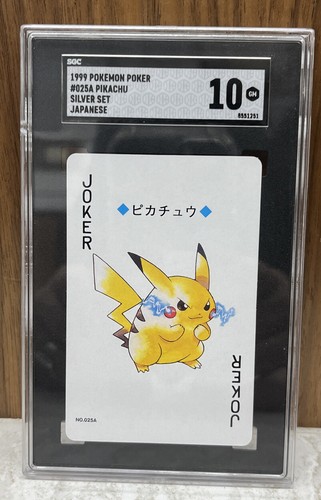 SGC
1999 POKEMON POKER
#025A PIKACHU
SILVER SET
JAPANESE
10 GM
8551251
JOKER
◆ピカチュウ◆
JOKER
NO.025A